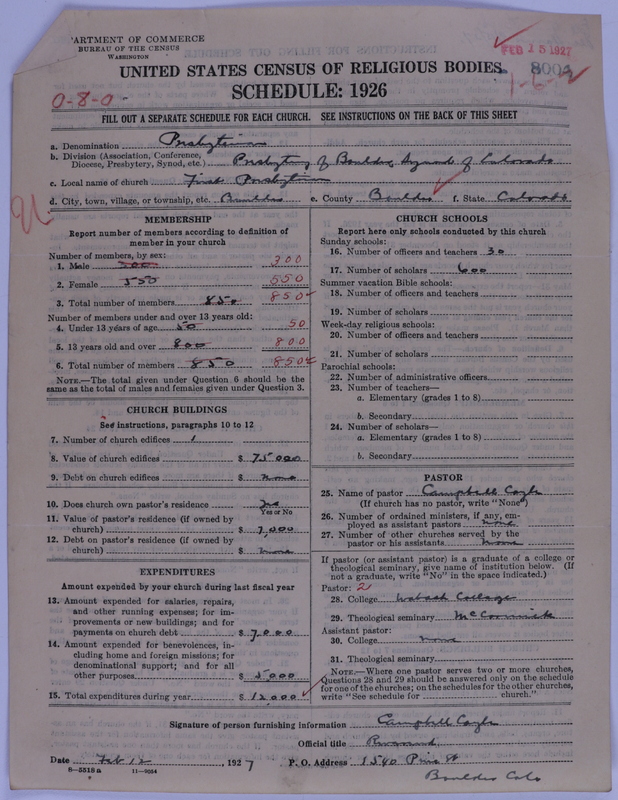 DEPARTMENT OF COMMERCE
BUREAU OF THE CENSUS
WASHINGTON
FEB 15 1927
8004
UNITED STATES CENSUS OF RELIGIOUS BODIES
1-6-
SCHEDULE: 1926
0-8-0
FILL OUT A SEPARATE SCHEDULE FOR EACH CHURCH. SEE INSTRUCTIONS ON THE BACK OF THIS SHEET
a. Denomination Presbyterian
b. Division (Association, Conference, Diocese, Presbytery, Synod, etc.) Presbytery of Boulder, Synod of Colorado
c. Local name of church First Presbyterian
d. City, town, village, or township, etc. Boulder e. County Boulder f. State Colorado
MEMBERSHIP
Report number of members according to definition of
member in your church
Number of members, by sex:
1. Male 300 300
2. Female 550 550
3. Total number of members 850 850
Number of members under and over 13 years old:
4. Under 13 years of age 50 50
5. 13 years old and over 800 800
6. Total number of members 850 850
NOTE.—The total given under Question 6 should be
same as the total of males and females given under Question 3.
CHURCH BUILDINGS
See instructions, paragraphs 10 to 12
7. Number of church edifices 1
8. Value of church edifices $ 75000
9. Debt on church edifices $ none
10. Does church own pastor's residence
Yes or No
11. Value of pastor's residence (if owned by
church) $ 7,000
12. Debt on pastor's residence (if owned by
church) $ none
EXPENDITURES
Amount expended by your church during last fiscal year
13. Amount expended for salaries, repairs,
and other running expenses; for im-
provements or new buildings; and for
payments on church debt $ 7,000
14. Amount expended for benevolences, in-
cluding home and foreign missions; for
denominational support; and for all
other purposes $ 5000
15. Total expenditures during year $ 12,000
CHURCH SCHOOLS
Report here only schools conducted by this church
Sunday schools:
16. Number of officers and teachers 30
17. Number of scholars 600
Summer vacation Bible schools:
18. Number of officers and teachers
19. Number of scholars
Week-day religious schools:
20. Number of officers and teachers
21. Number of scholars
Parochial schools:
22. Number of administrative officers
23. Number of teachers—
a. Elementary (grades 1 to 8)
b. Secondary
24. Number of scholars—
a. Elementary (grades 1 to 8)
b. Secondary
PASTOR
25. Name of pastor Campbell Coyle
(If church has no pastor, write "None")
26. Number of ordained ministers, if any, em-
ployed as assistant pastors none
27. Number of other churches served by the
pastor or his assistants none
If pastor (or assistant pastor) is a graduate of a college or
theological seminary, give name of institution below. (If
not a graduate, write "No" in the space indicated.)
Pastor: 2
28. College Wabash College
29. Theological seminary McCormick
Assistant pastor:
30. College none
31. Theological seminary
NOTE.—Where one pastor serves two or more churches,
Questions 28 and 29 should be answered only on the schedule
for one of the churches; on the schedules for the other churches,
write "See schedule for church."
Signature of person furnishing information Campbell Coyle
Official title
Date Feb 12, 1927 P. O. Address 1540 Pine St
8-5518a 11-9024
Boulder Colo